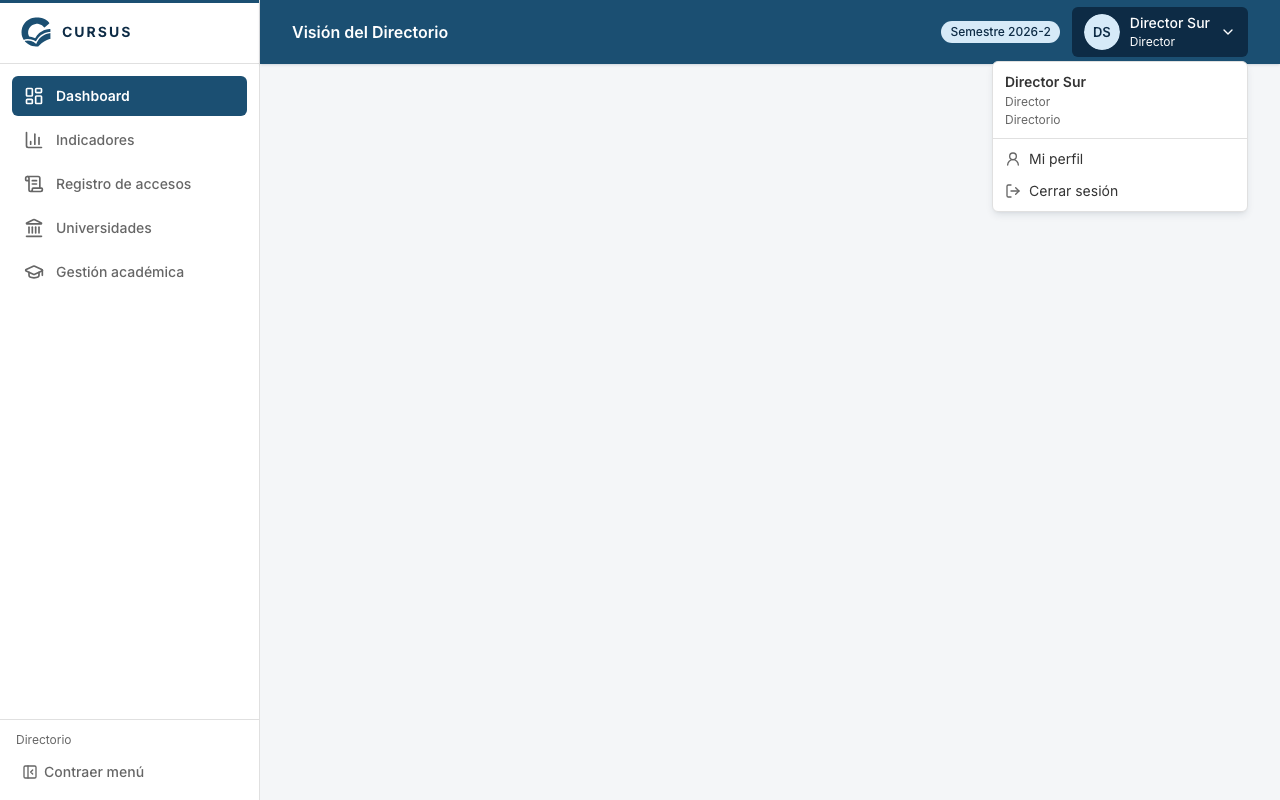 CURSUS
Visión del Directorio
Semestre 2026-2
DS
Director Sur
Director
Director Sur
Director
Directorio
Mi perfil
Cerrar sesión
Dashboard
Indicadores
Registro de accesos
Universidades
Gestión académica
Directorio
Contraer menú